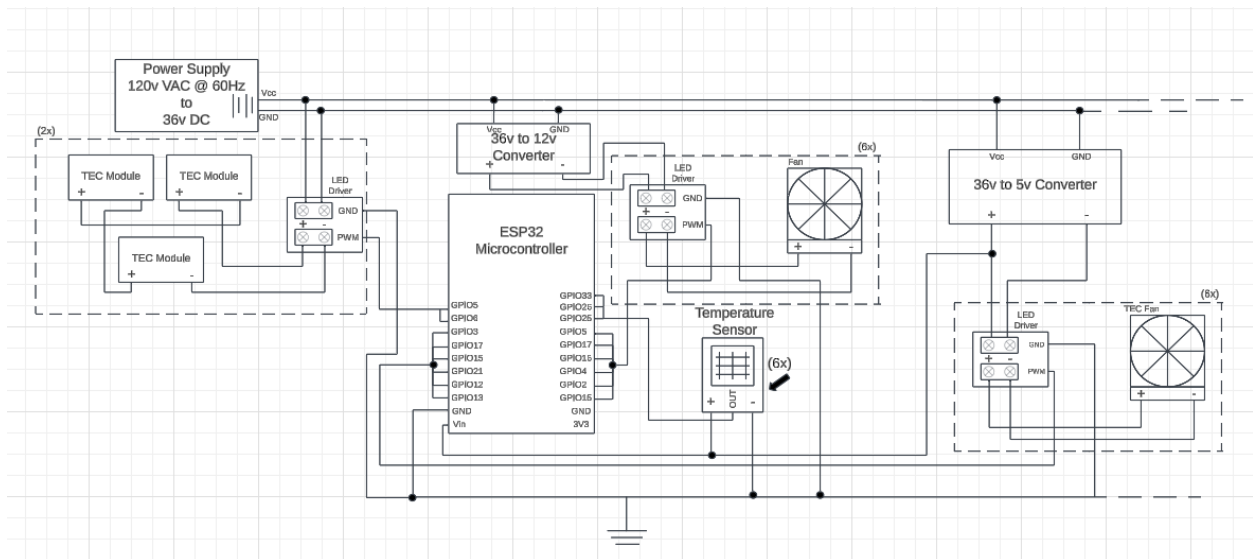 Power Supply
120v VAC @ 60Hz
to
36v DC
Vcc
GND
(2x)
TEC Module
+ -
TEC Module
+ -
TEC Module
+ -
LED
Driver
+ -
GND
PWM
Vcc GND
36v to 12v
Converter
+ -
ESP32
Microcontroller
GPIO5
GPIO6
GPIO3
GPIO17
GPIO15
GPIO21
GPIO12
GPIO13
GND
Vin
GPIO33
GPIO26
GPIO25
GPIO5
GPIO17
GPIO16
GPIO4
GPIO2
GPIO15
GND
3V3
(6x)
LED
Driver
+ -
GND
PWM
Fan
+ -
Temperature
Sensor
(6x)
+ OUT -
Vcc GND
36v to 5v Converter
+ -
(6x)
LED
Driver
+ -
GND
PWM
TEC Fan
+ -